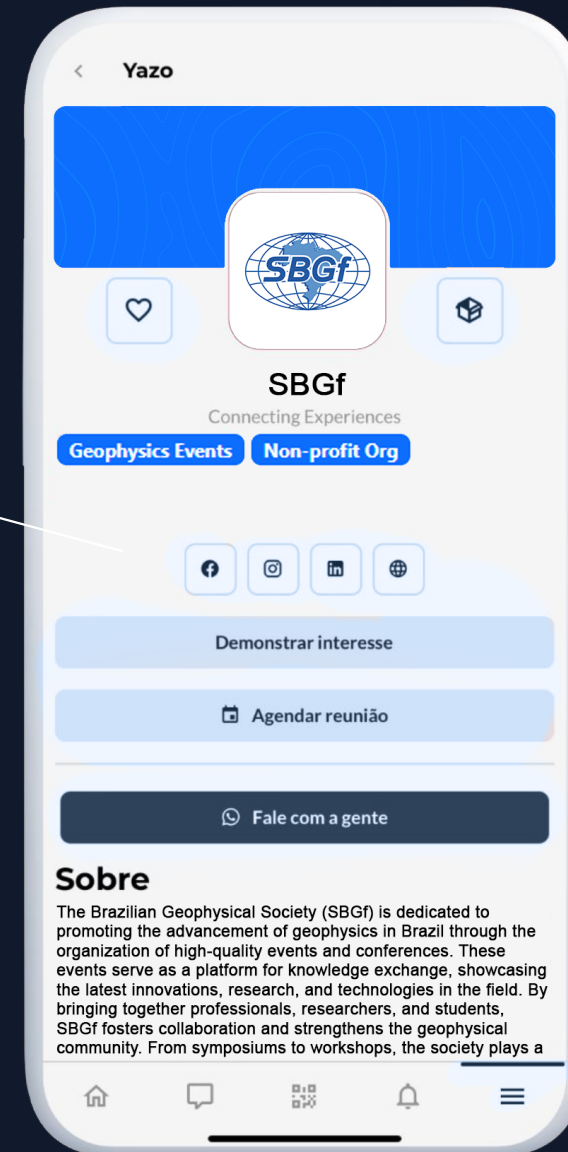 Yazo
SBGf
SBGf
Connecting Experiences
Geophysics Events Non-profit Org
Demonstrar interesse
Agendar reunião
Fale com a gente
Sobre
The Brazilian Geophysical Society (SBGf) is dedicated to
promoting the advancement of geophysics in Brazil through the
organization of high-quality events and conferences. These
events serve as a platform for knowledge exchange, showcasing
the latest innovations, research, and technologies in the field. By
bringing together professionals, researchers, and students,
SBGf fosters collaboration and strengthens the geophysical
community. From symposiums to workshops, the society plays a